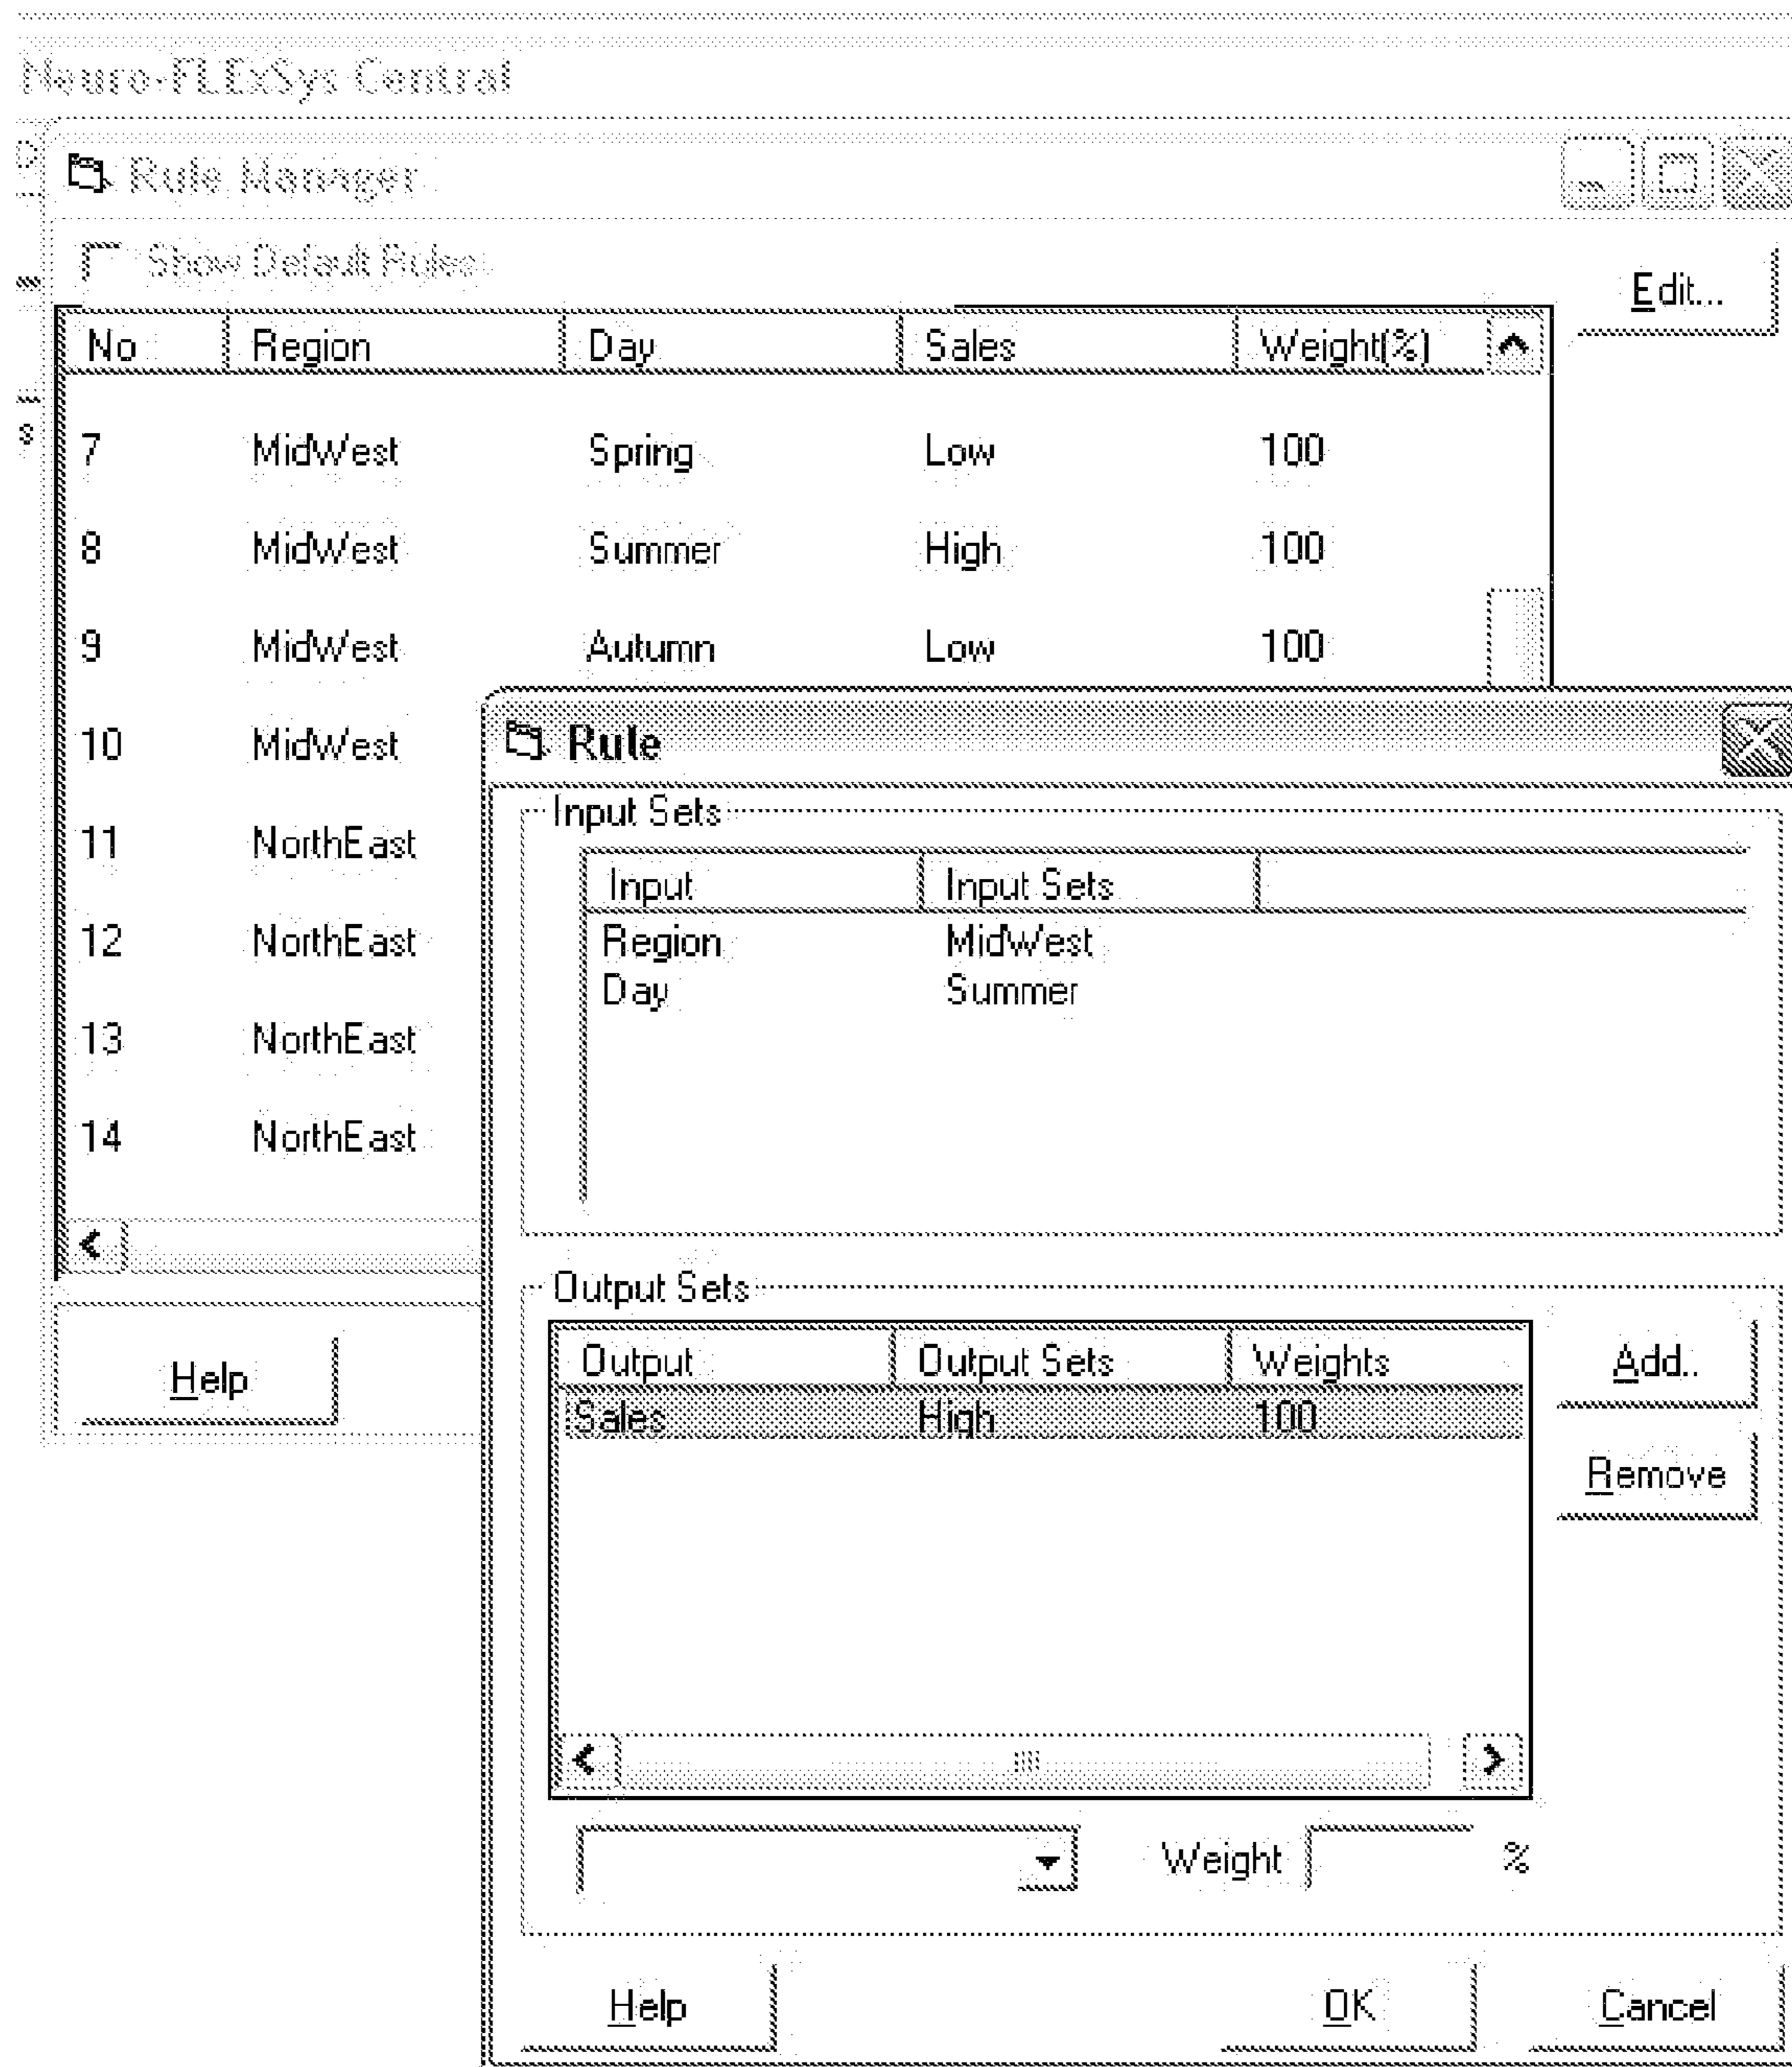 Neuro-FLExSys Central
Rule Manager
Show Default Rules
Edit...
No Region Day Sales Weight(%)
7 MidWest Spring Low 100
8 MidWest Summer High 100
9 MidWest Autumn Low 100
10 MidWest
11 NorthEast
12 NorthEast
13 NorthEast
14 NorthEast
Help
Rule
Input Sets
Input Input Sets
Region MidWest
Day Summer
Output Sets
Output Output Sets Weights
Sales High 100
Add..
Remove
Weight %
Help OK Cancel